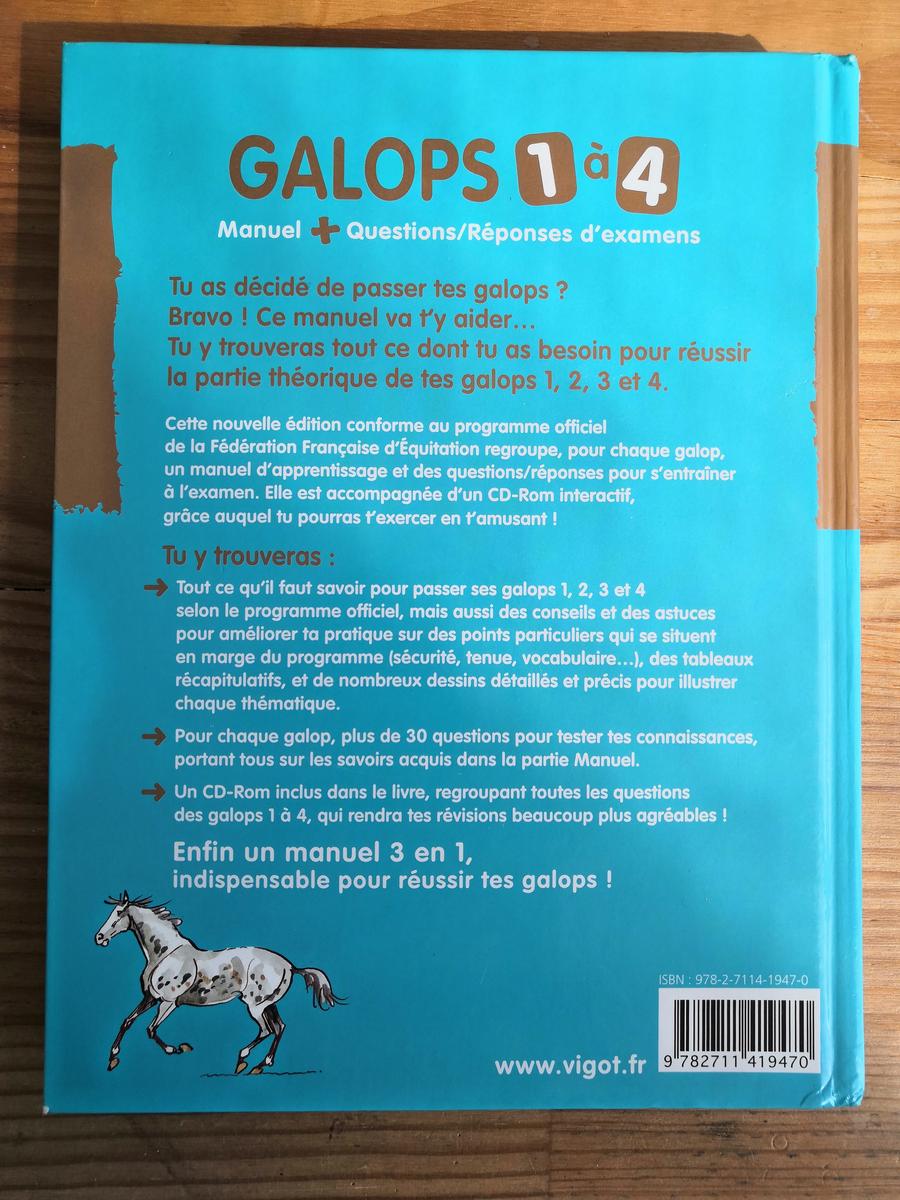 GALOPS 1 à 4
Manuel + Questions/Réponses d'examens
Tu as décidé de passer tes galops ?
Bravo ! Ce manuel va t'y aider...
Tu y trouveras tout ce dont tu as besoin pour réussir
la partie théorique de tes galops 1, 2, 3 et 4.
Cette nouvelle édition conforme au programme officiel
de la Fédération Française d'Équitation regroupe, pour chaque galop,
un manuel d'apprentissage et des questions/réponses pour s'entraîner
à l'examen. Elle est accompagnée d'un CD-Rom interactif,
grâce auquel tu pourras t'exercer en t'amusant !
Tu y trouveras :
➔ Tout ce qu'il faut savoir pour passer ses galops 1, 2, 3 et 4
selon le programme officiel, mais aussi des conseils et des astuces
pour améliorer ta pratique sur des points particuliers qui se situent
en marge du programme (sécurité, tenue, vocabulaire...), des tableaux
récapitulatifs, et de nombreux dessins détaillés et précis pour illustrer
chaque thématique.
➔ Pour chaque galop, plus de 30 questions pour tester tes connaissances,
portant tous sur les savoirs acquis dans la partie Manuel.
➔ Un CD-Rom inclus dans le livre, regroupant toutes les questions
des galops 1 à 4, qui rendra tes révisions beaucoup plus agréables !
Enfin un manuel 3 en 1,
indispensable pour réussir tes galops !
ISBN : 978-2-7114-1947-0
www.vigot.fr
9 782711 419470